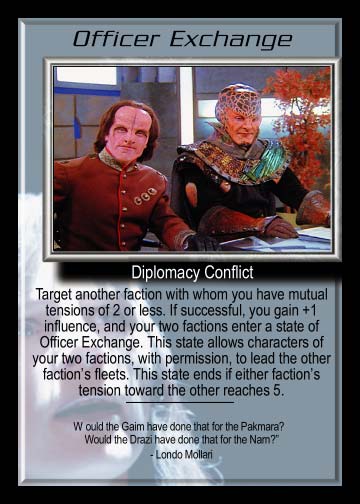 Officer Exchange
Diplomacy Conflict
Target another faction with whom you have mutual
tensions of 2 or less. If successful, you gain +1
influence, and your two factions enter a state of
Officer Exchange. This state allows characters of
your two factions, with permission, to lead the other
faction's fleets. This state ends if either faction's
tension toward the other reaches 5.
W ould the Gaim have done that for the Pakmara?
Would the Drazi have done that for the Narn?"
- Londo Mollari